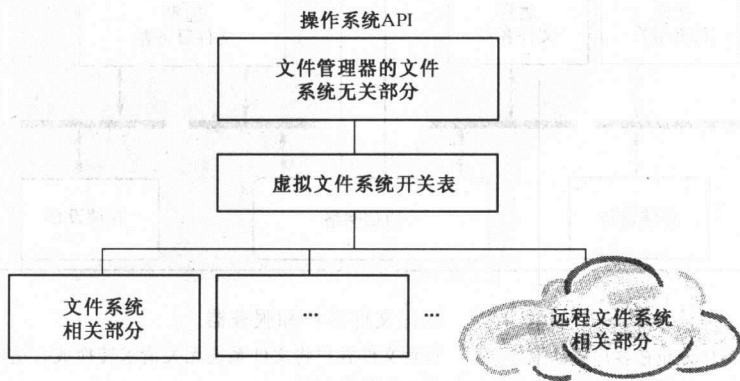 操作系统API
文件管理器的文件
系统无关部分
虚拟文件系统开关表
文件系统
相关部分
...
...
远程文件系统
相关部分